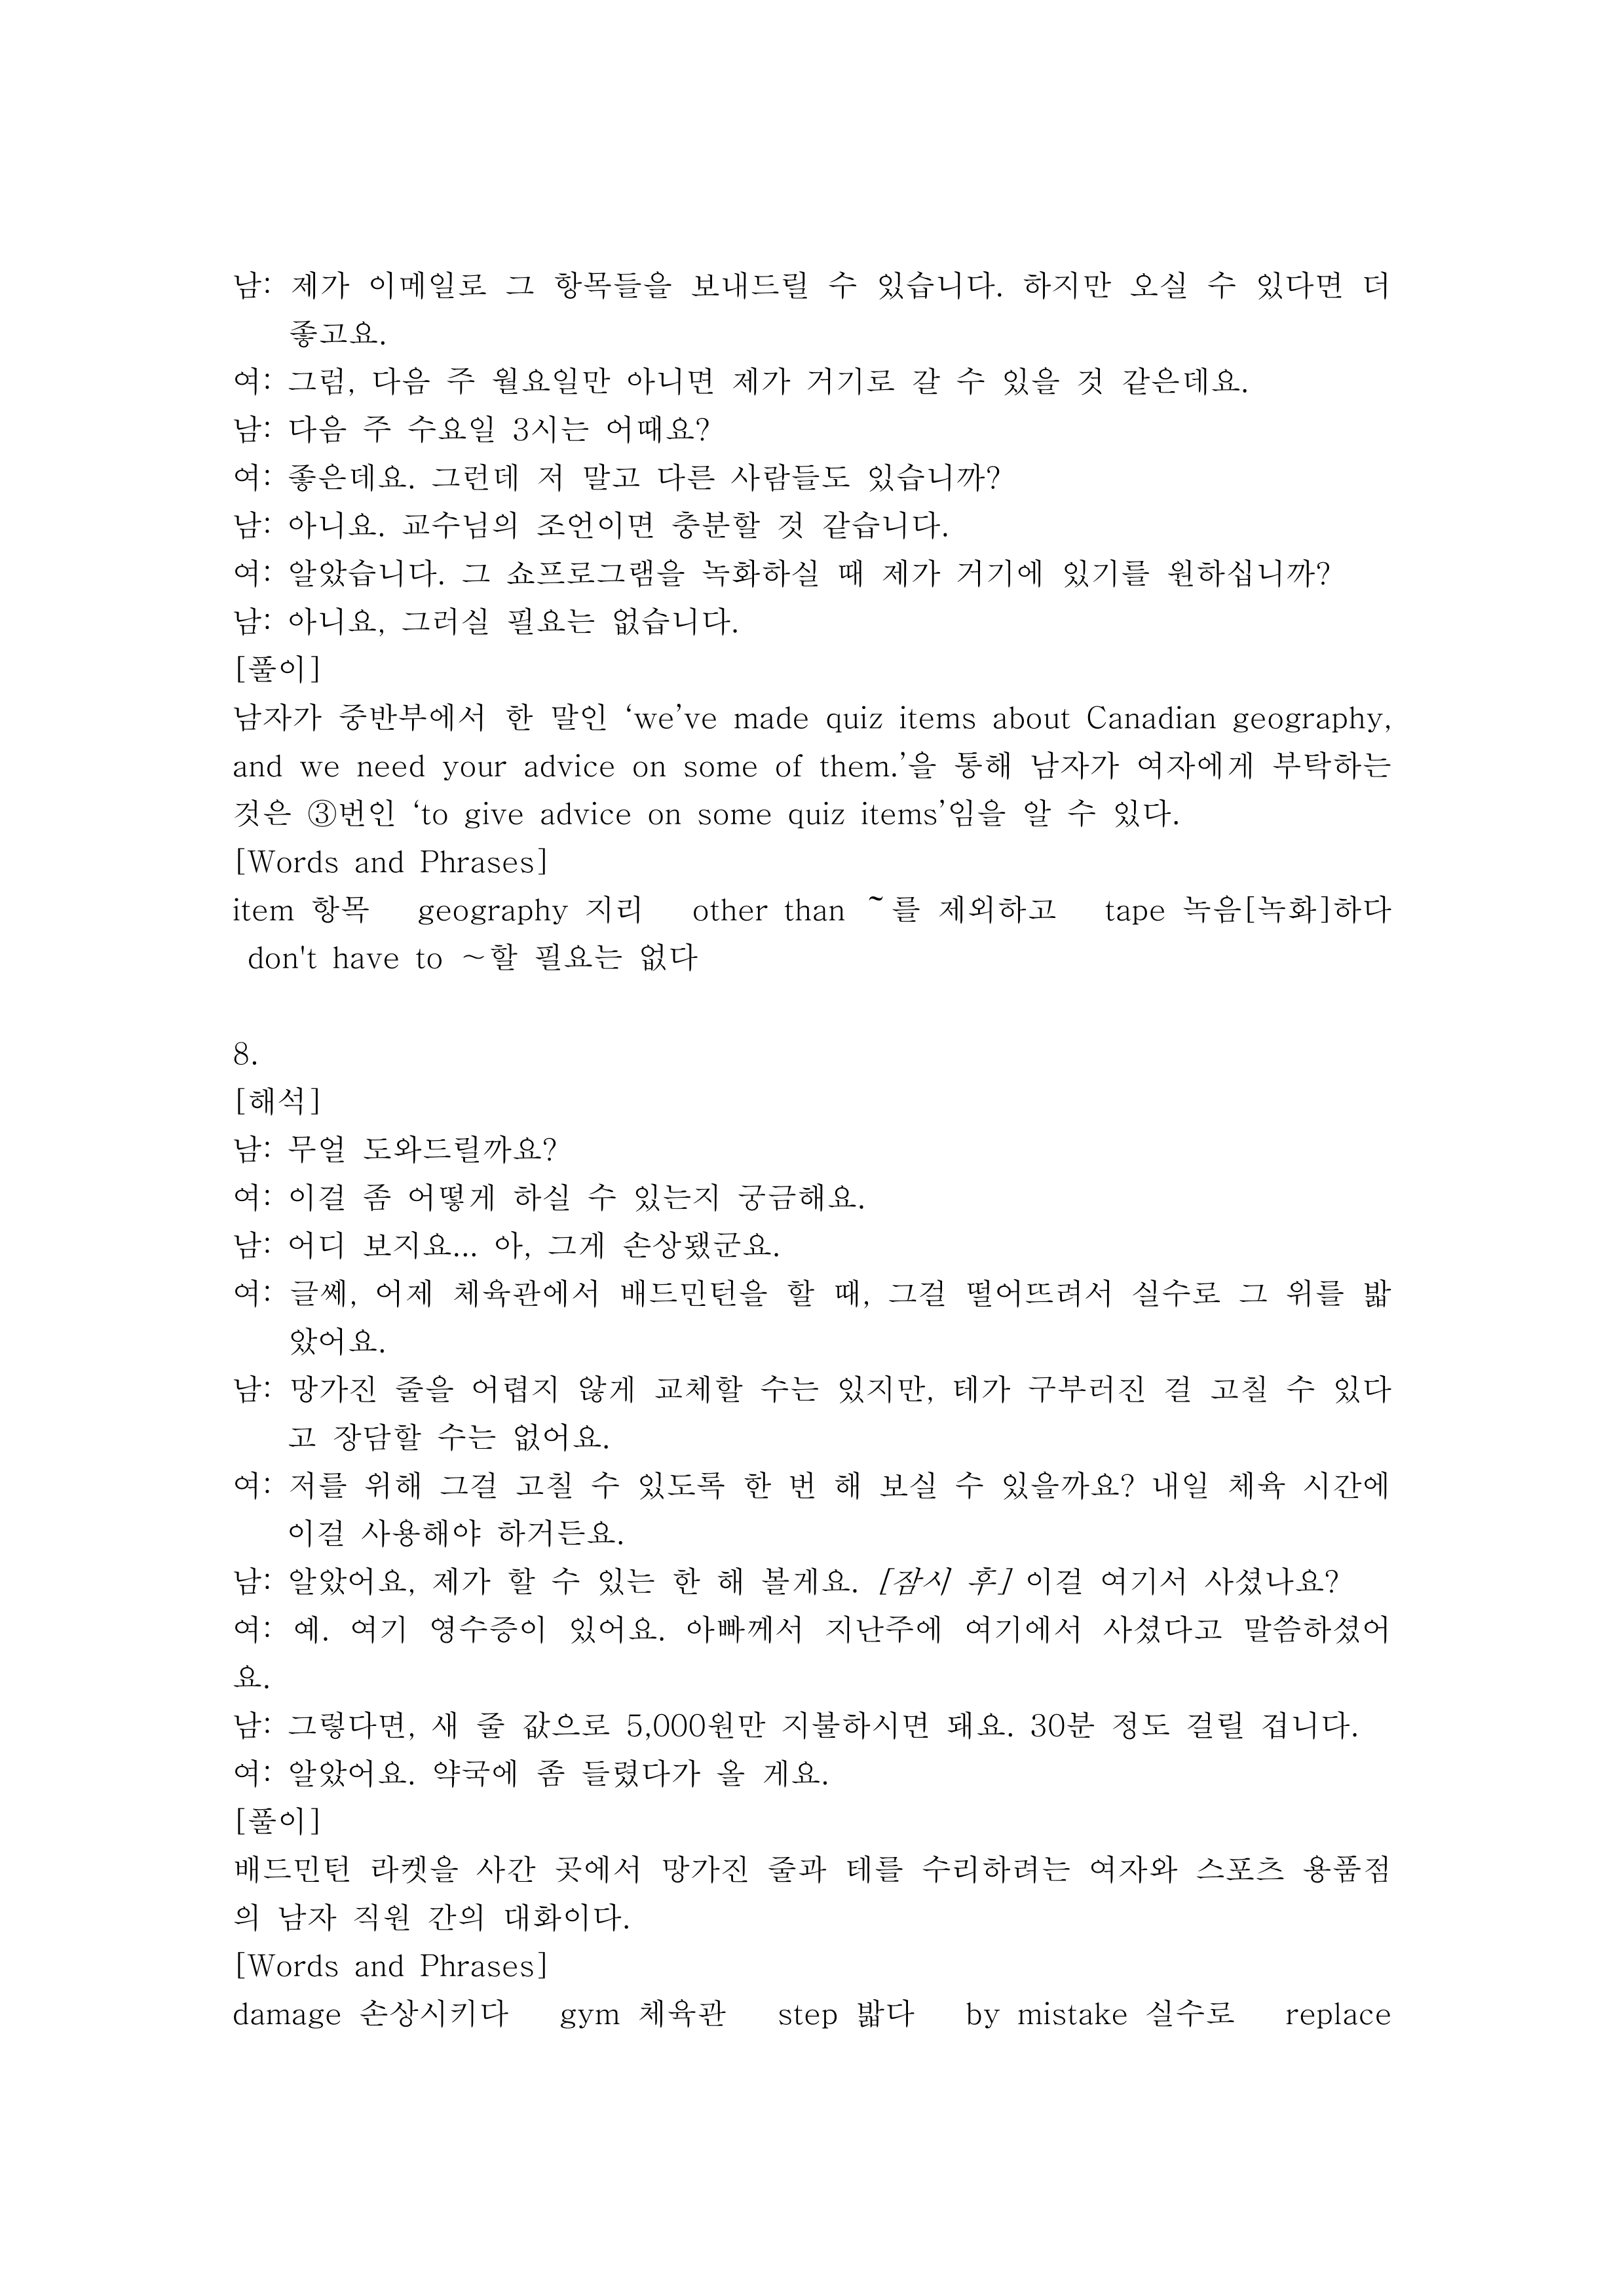 남: 제가 이메일로 그 항목들을 보내드릴 수 있습니다. 하지만 오실 수 있다면 더
좋고요.
여: 그럼, 다음 주 월요일만 아니면 제가 거기로 갈 수 있을 것 같은데요.
남: 다음 주 수요일 3시는 어때요?
여: 좋은데요. 그런데 저 말고 다른 사람들도 있습니까?
남: 아니요. 교수님의 조언이면 충분할 것 같습니다.
여: 알았습니다. 그 쇼프로그램을 녹화하실 때 제가 거기에 있기를 원하십니까?
남: 아니요, 그러실 필요는 없습니다.
[풀이]
남자가 중반부에서 한 말인 ‘we’ve made quiz items about Canadian geography,
and we need your advice on some of them.’을 통해 남자가 여자에게 부탁하는
것은 ③번인 ‘to give advice on some quiz items’임을 알 수 있다.
[Words and Phrases]
item 항목 geography 지리 other than ~를 제외하고 tape 녹음[녹화]하다
don't have to ～할 필요는 없다
8.
[해석]
남: 무얼 도와드릴까요?
여: 이걸 좀 어떻게 하실 수 있는지 궁금해요.
남: 어디 보지요... 아, 그게 손상됐군요.
여: 글쎄, 어제 체육관에서 배드민턴을 할 때, 그걸 떨어뜨려서 실수로 그 위를 밟
았어요.
남: 망가진 줄을 어렵지 않게 교체할 수는 있지만, 테가 구부러진 걸 고칠 수 있다
고 장담할 수는 없어요.
여: 저를 위해 그걸 고칠 수 있도록 한 번 해 보실 수 있을까요? 내일 체육 시간에
이걸 사용해야 하거든요.
남: 알았어요, 제가 할 수 있는 한 해 볼게요. [잠시 후] 이걸 여기서 사셨나요?
여: 예. 여기 영수증이 있어요. 아빠께서 지난주에 여기에서 사셨다고 말씀하셨어
요.
남: 그렇다면, 새 줄 값으로 5,000원만 지불하시면 돼요. 30분 정도 걸릴 겁니다.
여: 알았어요. 약국에 좀 들렸다가 올 게요.
[풀이]
배드민턴 라켓을 사간 곳에서 망가진 줄과 테를 수리하려는 여자와 스포츠 용품점
의 남자 직원 간의 대화이다.
[Words and Phrases]
damage 손상시키다 gym 체육관 step 밟다 by mistake 실수로 replace